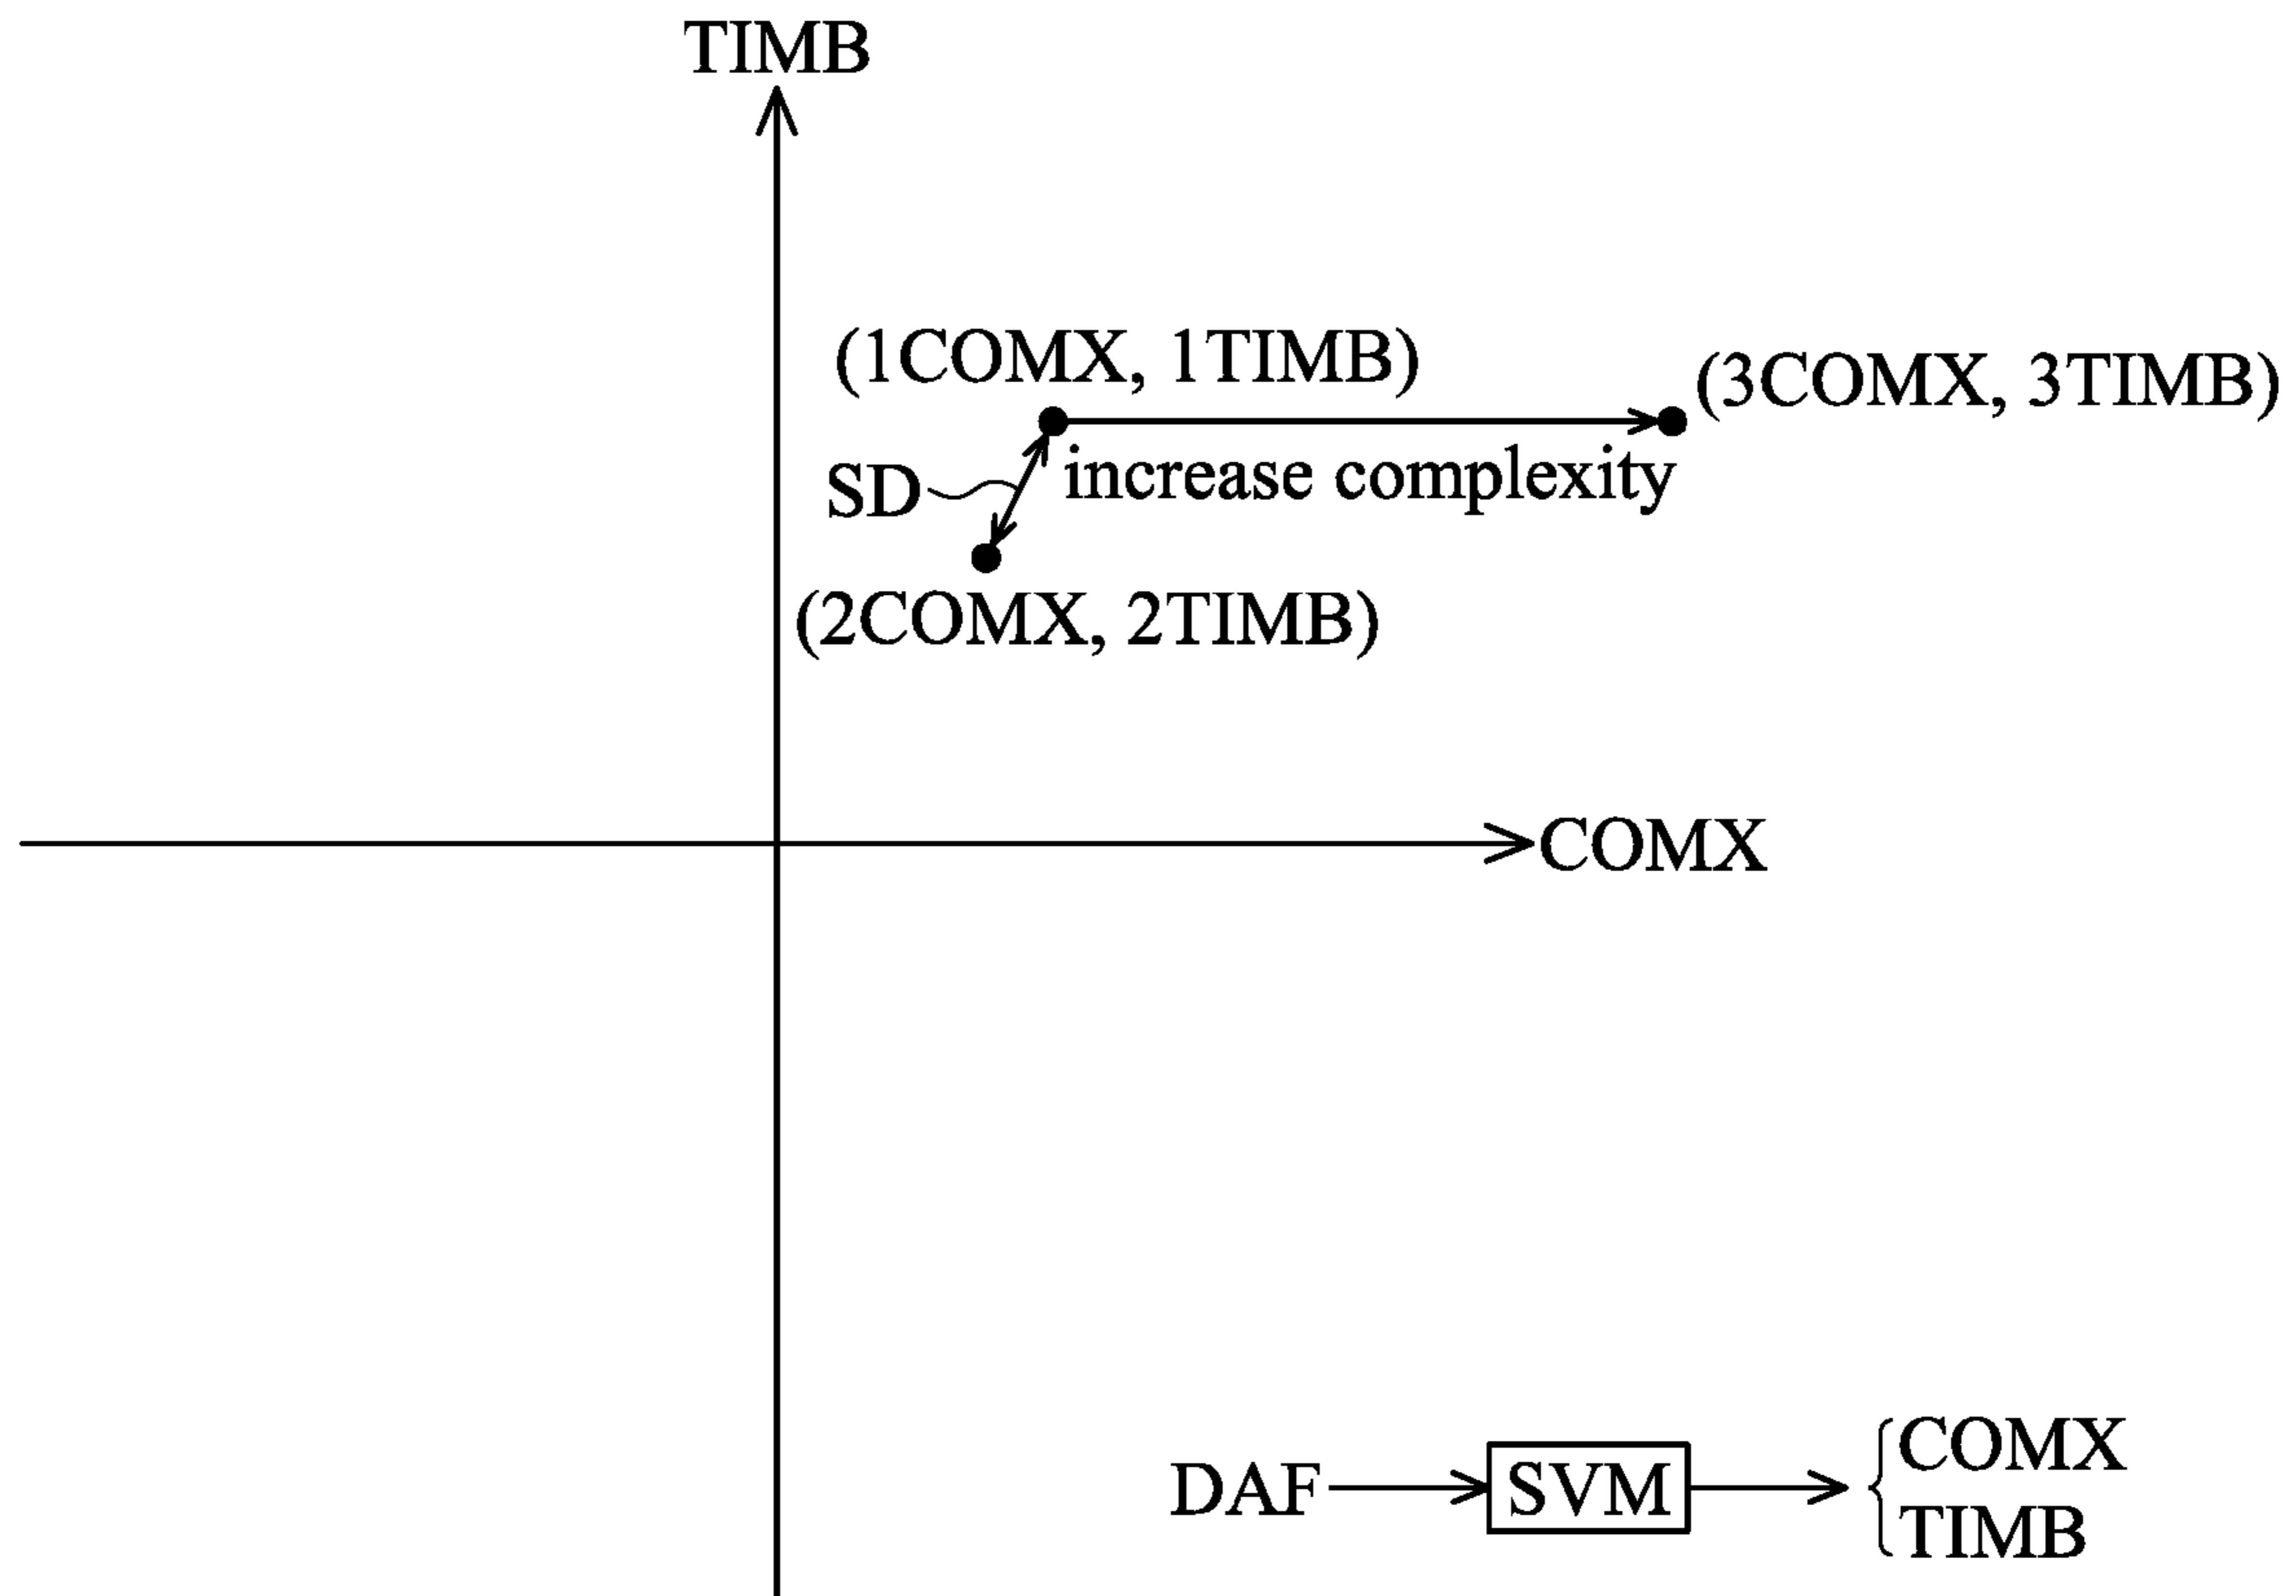 TIMB
(1COMX, 1TIMB)
(3COMX, 3TIMB)
SD
increase complexity
(2COMX, 2TIMB)
COMX
DAF
SVM
COMX
TIMB